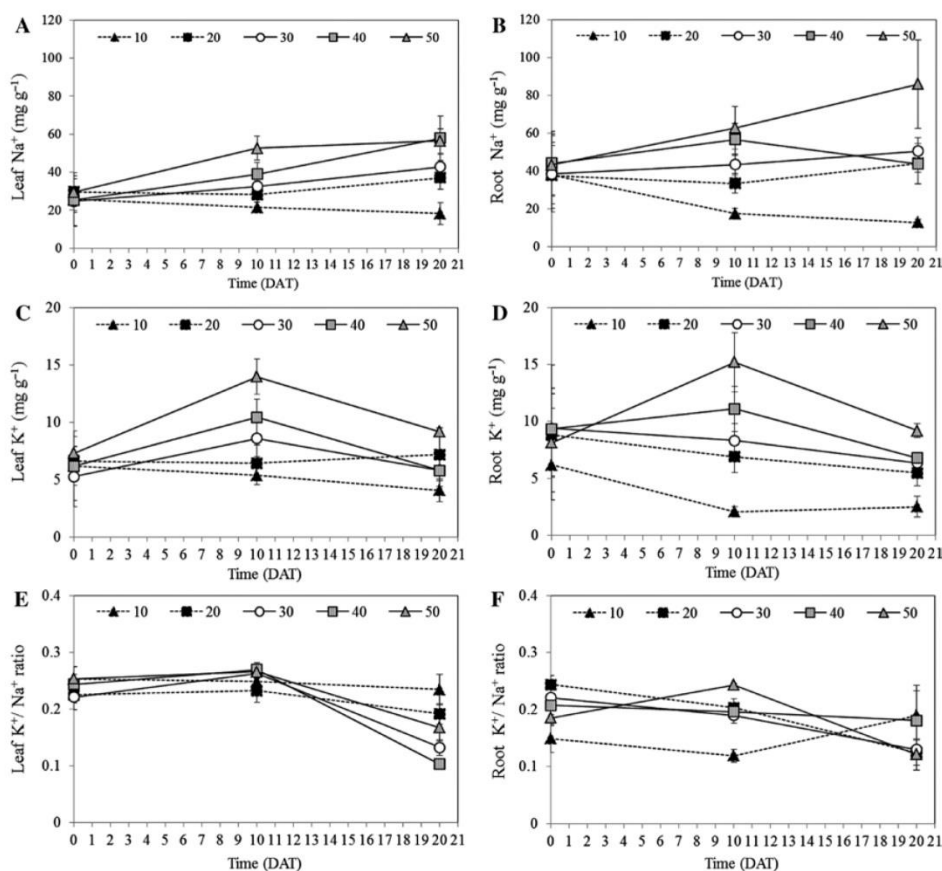 A
120
100
80
60
40
20
0
10 20 30 40 50
Leaf Na⁺ (mg g⁻¹)
0 1 2 3 4 5 6 7 8 9 10 11 12 13 14 15 16 17 18 19 20 21
Time (DAT)
B
120
100
80
60
40
20
0
10 20 30 40 50
Root Na⁺ (mg g⁻¹)
0 1 2 3 4 5 6 7 8 9 10 11 12 13 14 15 16 17 18 19 20 21
Time (DAT)
C
20
15
10
5
0
10 20 30 40 50
Leaf K⁺ (mg g⁻¹)
0 1 2 3 4 5 6 7 8 9 10 11 12 13 14 15 16 17 18 19 20 21
Time (DAT)
D
20
15
10
5
0
10 20 30 40 50
Root K⁺ (mg g⁻¹)
0 1 2 3 4 5 6 7 8 9 10 11 12 13 14 15 16 17 18 19 20 21
Time (DAT)
E
0.4
0.3
0.2
0.1
0
10 20 30 40 50
Leaf K⁺/ Na⁺ ratio
0 1 2 3 4 5 6 7 8 9 10 11 12 13 14 15 16 17 18 19 20 21
Time (DAT)
F
0.4
0.3
0.2
0.1
0
10 20 30 40 50
Root K⁺/ Na⁺ ratio
0 1 2 3 4 5 6 7 8 9 10 11 12 13 14 15 16 17 18 19 20 21
Time (DAT)